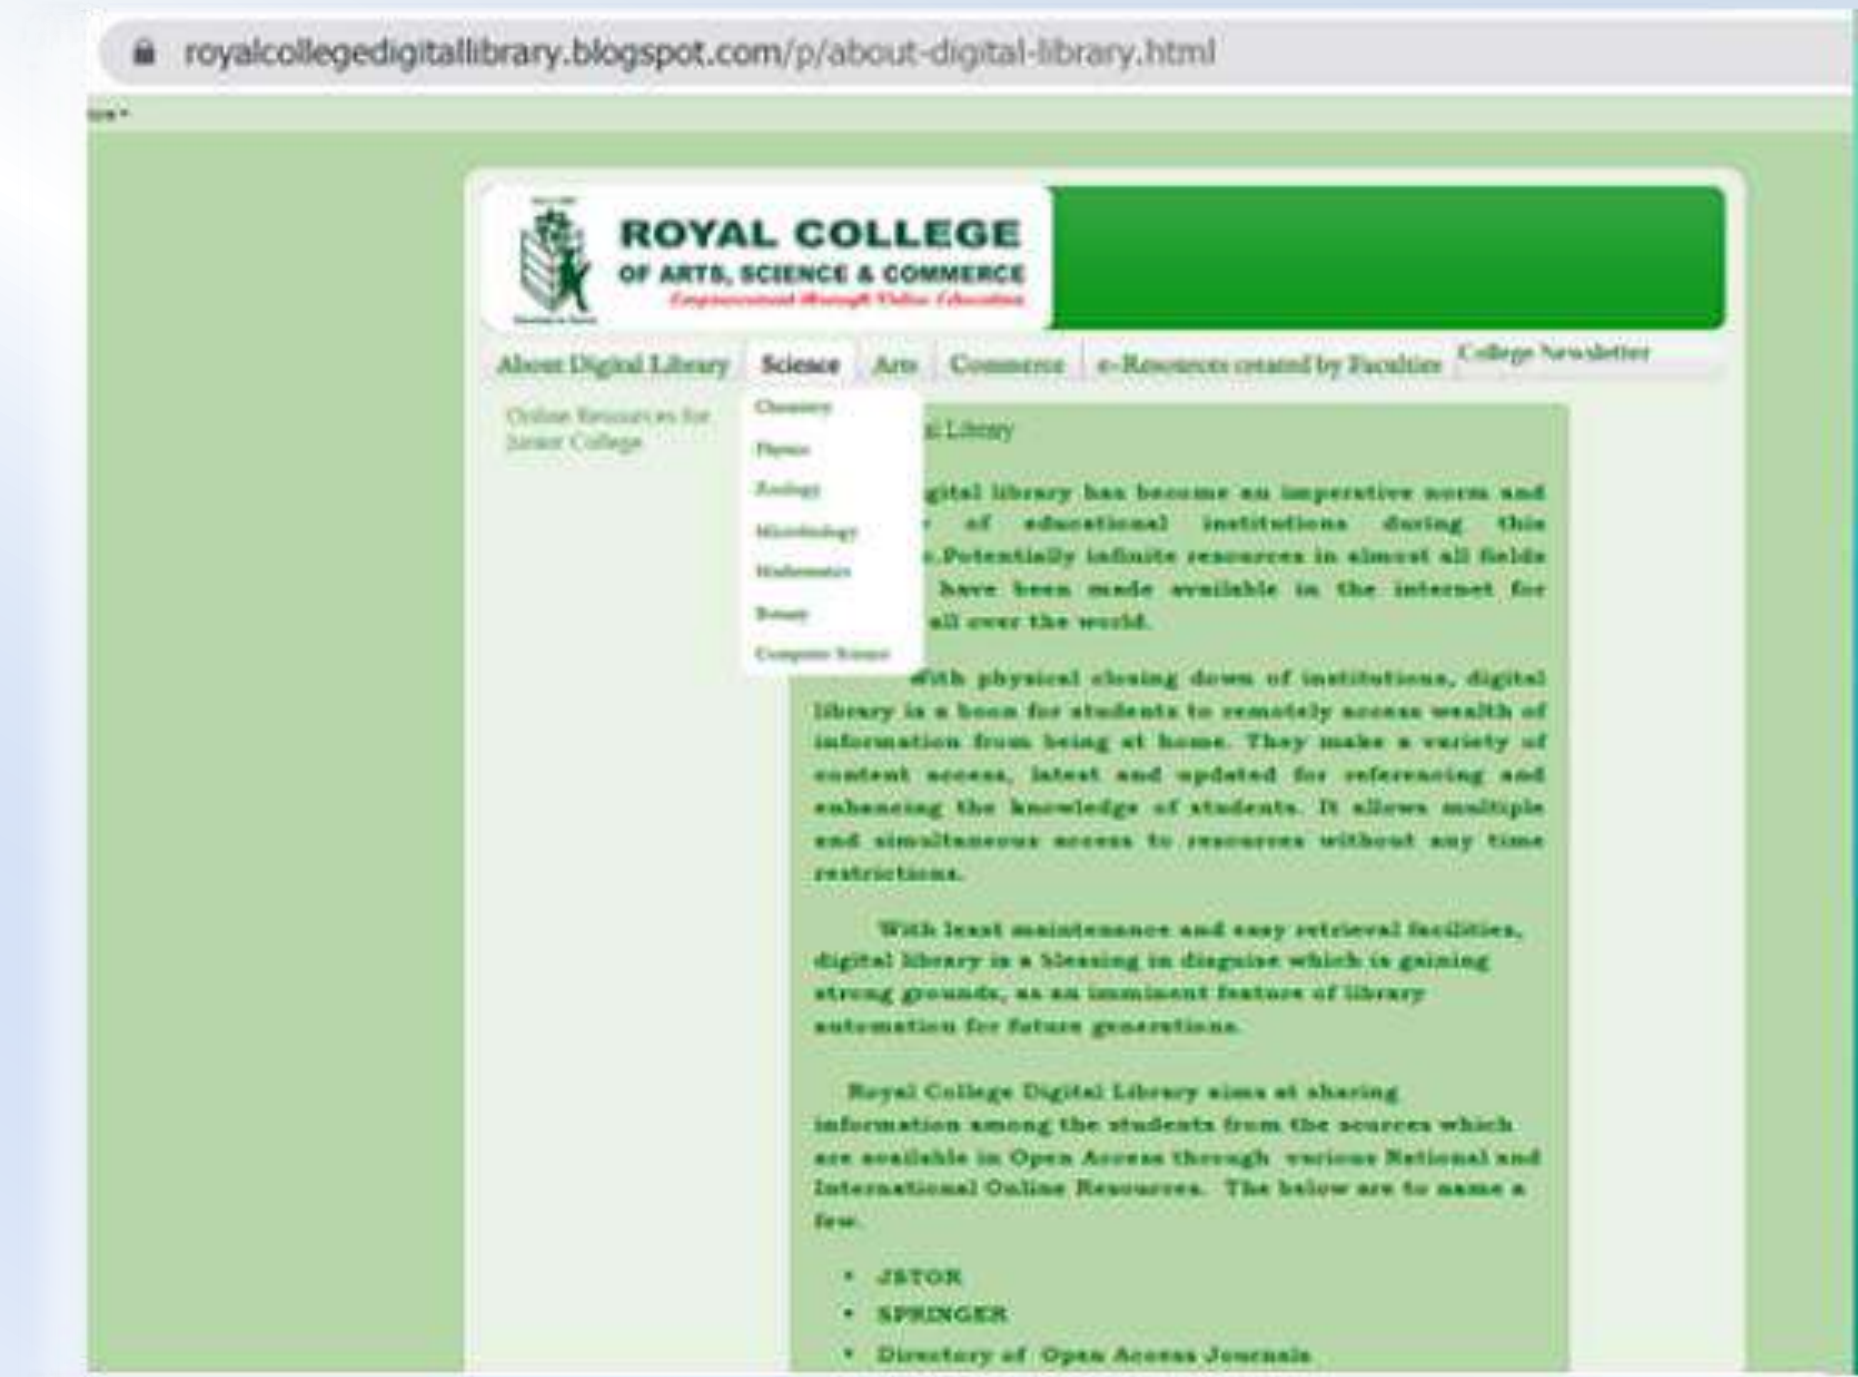 royalcollegedigitallibrary.blogspot.com/p/about-digital-library.html
ROYAL COLLEGE
OF ARTS, SCIENCE & COMMERCE
Empowerment through Value Education
About Digital Library Science Arts Commerce e-Resources created by Faculties College Newsletter
Online Resources for
Junior College
Chemistry
Physics
Zoology
Microbiology
Mathematics
Botany
Computer Science
al Library
gital library has become an imperative norm and
of educational institutions during this
.Potentially infinite resources in almost all fields
have been made available in the internet for
all over the world.
With physical closing down of institutions, digital
library is a boon for students to remotely access wealth of
information from being at home. They make a variety of
content access, latest and updated for referencing and
enhancing the knowledge of students. It allows multiple
and simultaneous access to resources without any time
restrictions.
With least maintenance and easy retrieval facilities,
digital library is a blessing in disguise which is gaining
strong grounds, as an imminent feature of library
automation for future generations.
Royal College Digital Library aims at sharing
information among the students from the sources which
are available in Open Access through various National and
International Online Resources. The below are to name a
few.
• JSTOR
• SPRINGER
• Directory of Open Access Journals